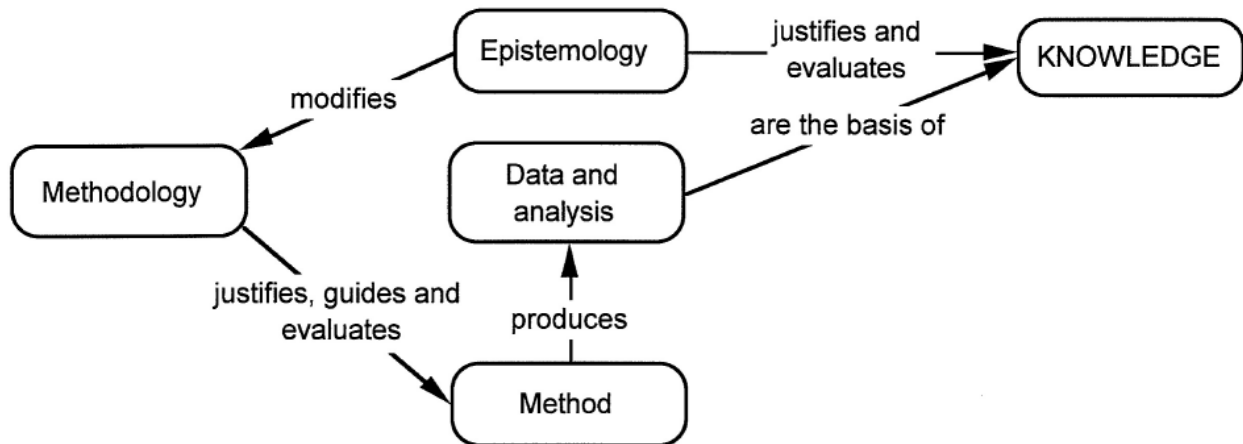 Epistemology
justifies and
evaluates
KNOWLEDGE
modifies
are the basis of
Methodology
Data and
analysis
justifies, guides and
evaluates
produces
Method